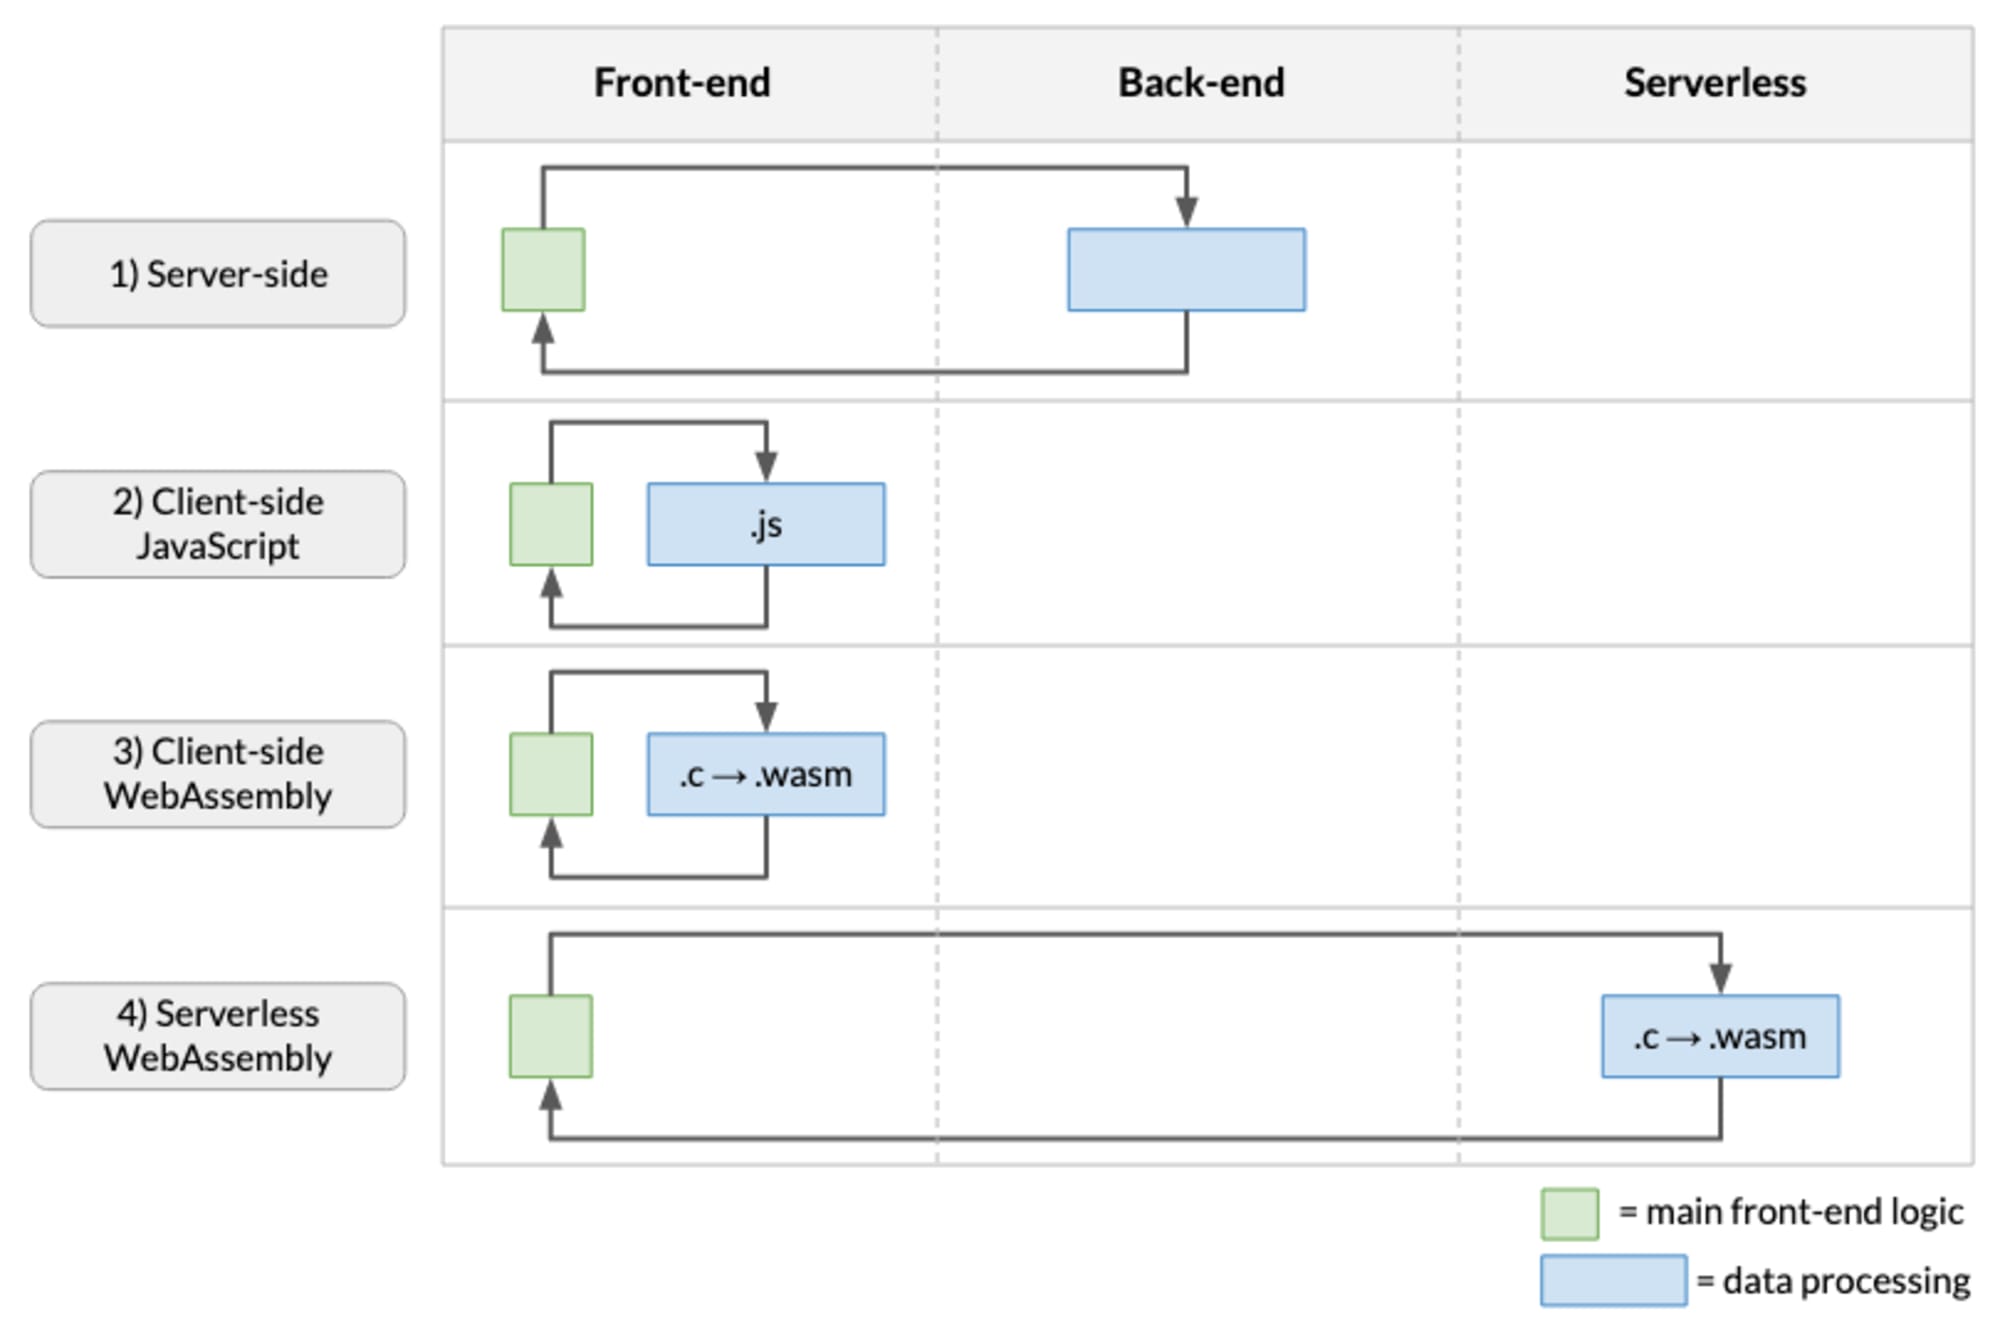 Front-end
Back-end
Serverless
1) Server-side
2) Client-side
JavaScript
.js
3) Client-side
WebAssembly
.c → .wasm
4) Serverless
WebAssembly
.c → .wasm
= main front-end logic
= data processing